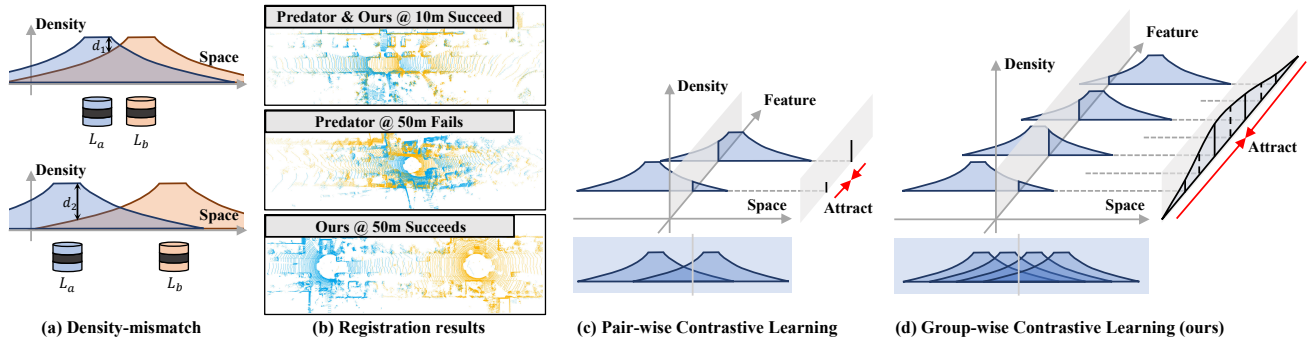 Density
d₁
Space
Lₐ
L_b
Density
d₂
Space
Lₐ
L_b
(a) Density-mismatch
Predator & Ours @ 10m Succeed
Predator @ 50m Fails
Ours @ 50m Succeeds
(b) Registration results
Density
Feature
Attract
Space
(c) Pair-wise Contrastive Learning
Feature
Density
Attract
Space
(d) Group-wise Contrastive Learning (ours)